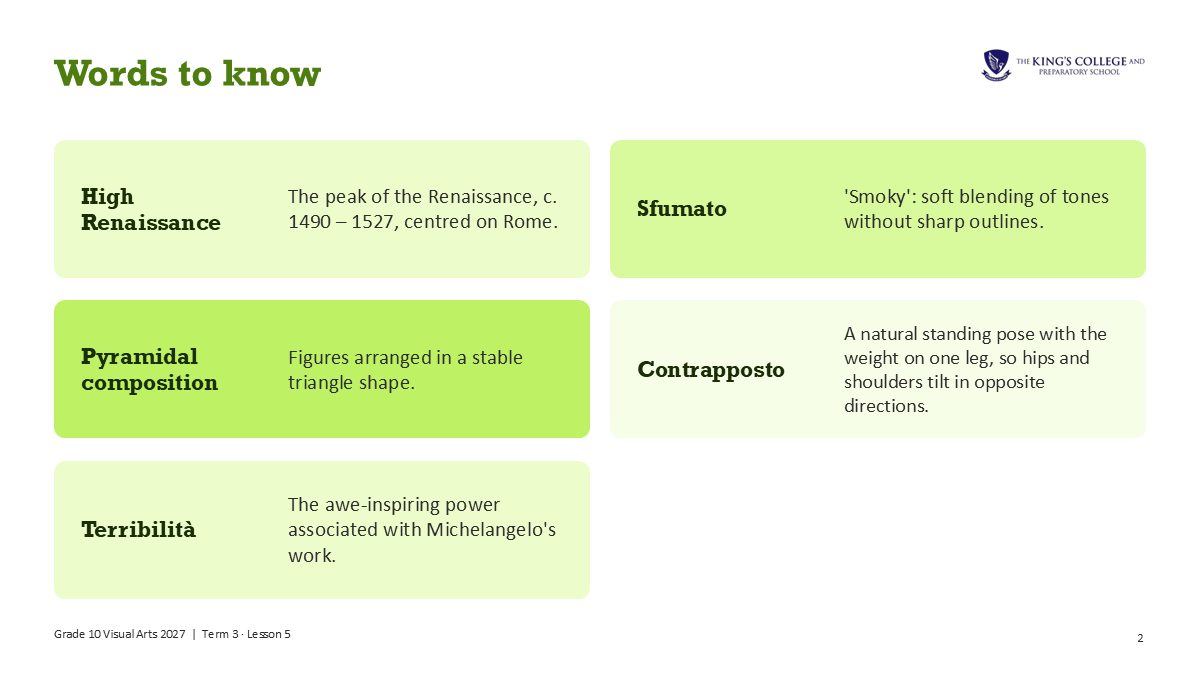 Words to know
THE KING'S COLLEGE AND
PREPARATORY SCHOOL
High
Renaissance
The peak of the Renaissance, c.
1490 – 1527, centred on Rome.
Sfumato
'Smoky': soft blending of tones
without sharp outlines.
Pyramidal
composition
Figures arranged in a stable
triangle shape.
Contrapposto
A natural standing pose with the
weight on one leg, so hips and
shoulders tilt in opposite
directions.
Terribilità
The awe-inspiring power
associated with Michelangelo's
work.
Grade 10 Visual Arts 2027 | Term 3 · Lesson 5
2